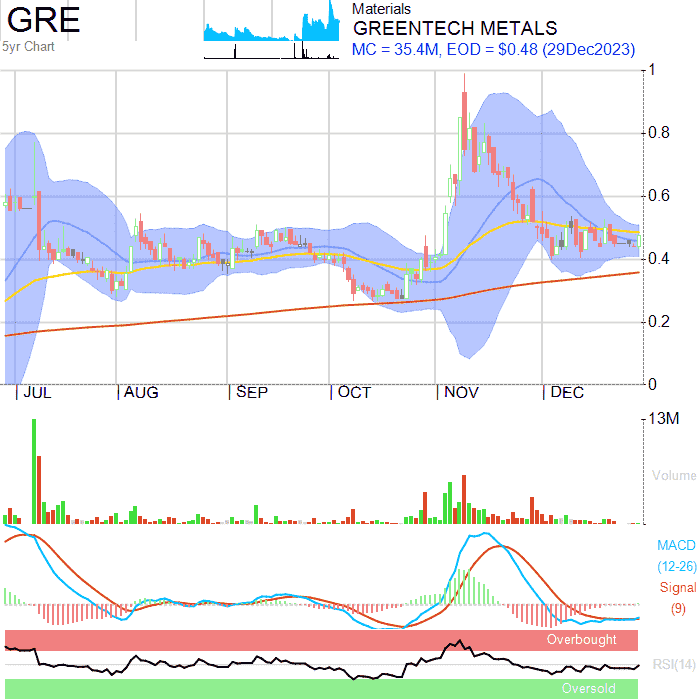 GRE
5yr Chart
Materials
GREENTECH METALS
MC = 35.4M, EOD = $0.48 (29Dec2023)
1
0.8
0.6
0.4
0.2
0
JUL AUG SEP OCT NOV DEC
13M
Volume
MACD
(12-26)
Signal
(9)
Overbought
RSI(14)
Oversold